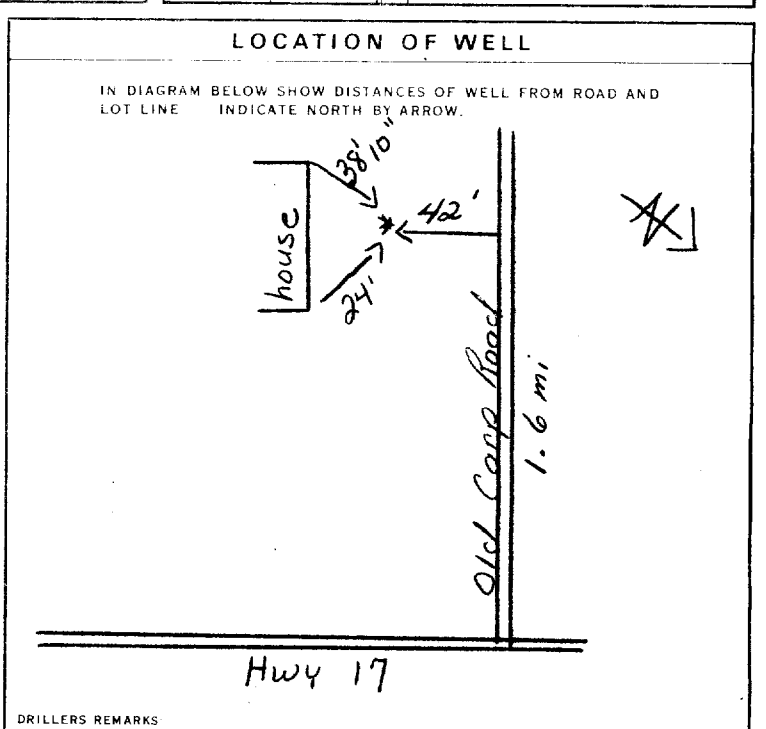 LOCATION OF WELL
IN DIAGRAM BELOW SHOW DISTANCES OF WELL FROM ROAD AND
LOT LINE INDICATE NORTH BY ARROW.
38' 10"
42'
N
house
24'
Old Carp Road
1.6 mi
Hwy 17
DRILLERS REMARKS